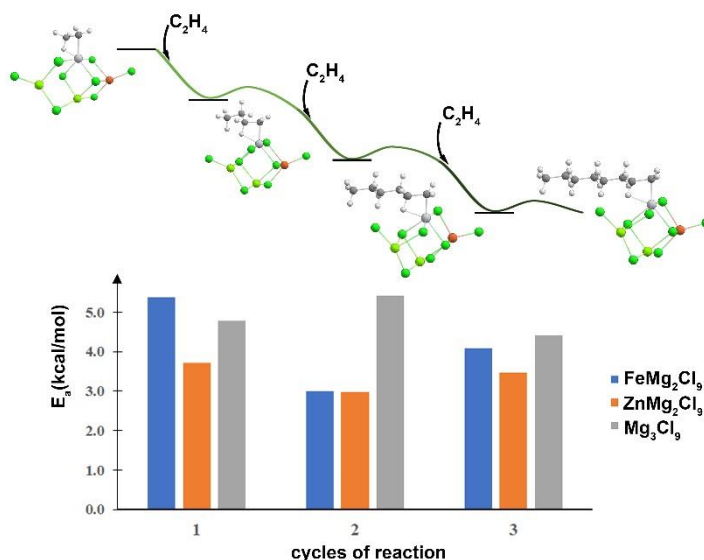 C₂H₄
C₂H₄
C₂H₄
Eₐ(kcal/mol)
5.0
4.0
3.0
2.0
1.0
0.0
FeMg₂Cl₉
ZnMg₂Cl₉
Mg₃Cl₉
1 2 3
cycles of reaction